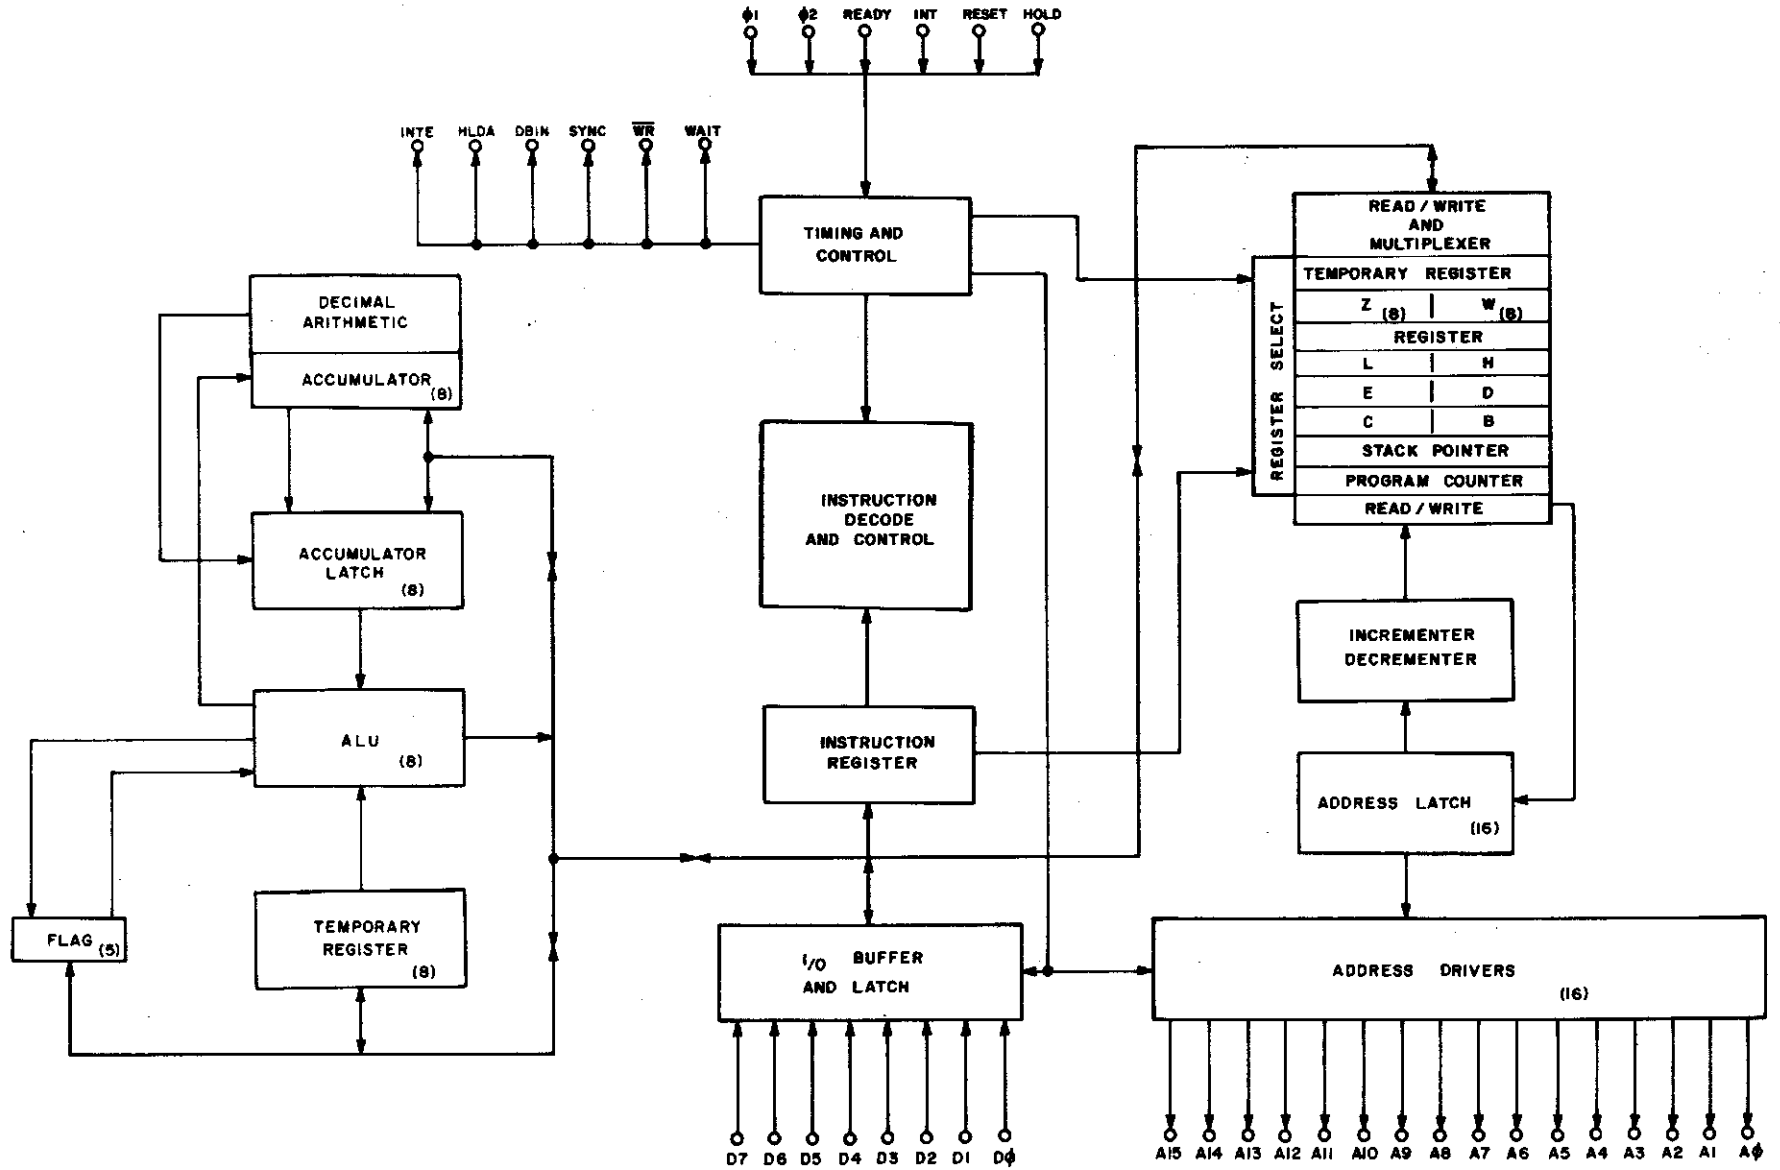 ϕ1 ϕ2 READY INT RESET HOLD
INTE HLDA DBIN SYNC W̅R̅ WAIT
TIMING AND
CONTROL
READ / WRITE
AND
MULTIPLEXER
REGISTER SELECT
TEMPORARY REGISTER
Z (8) W (8)
REGISTER
L H
E D
C B
STACK POINTER
PROGRAM COUNTER
READ / WRITE
DECIMAL
ARITHMETIC
ACCUMULATOR (8)
ACCUMULATOR
LATCH
(8)
INSTRUCTION
DECODE
AND CONTROL
INCREMENTER
DECREMENTER
ALU
(8)
INSTRUCTION
REGISTER
ADDRESS LATCH
(16)
FLAG (5)
TEMPORARY
REGISTER
(8)
I/O BUFFER
AND LATCH
ADDRESS DRIVERS
(16)
D7 D6 D5 D4 D3 D2 D1 Dϕ
A15 A14 A13 A12 A11 A10 A9 A8 A7 A6 A5 A4 A3 A2 A1 Aϕ